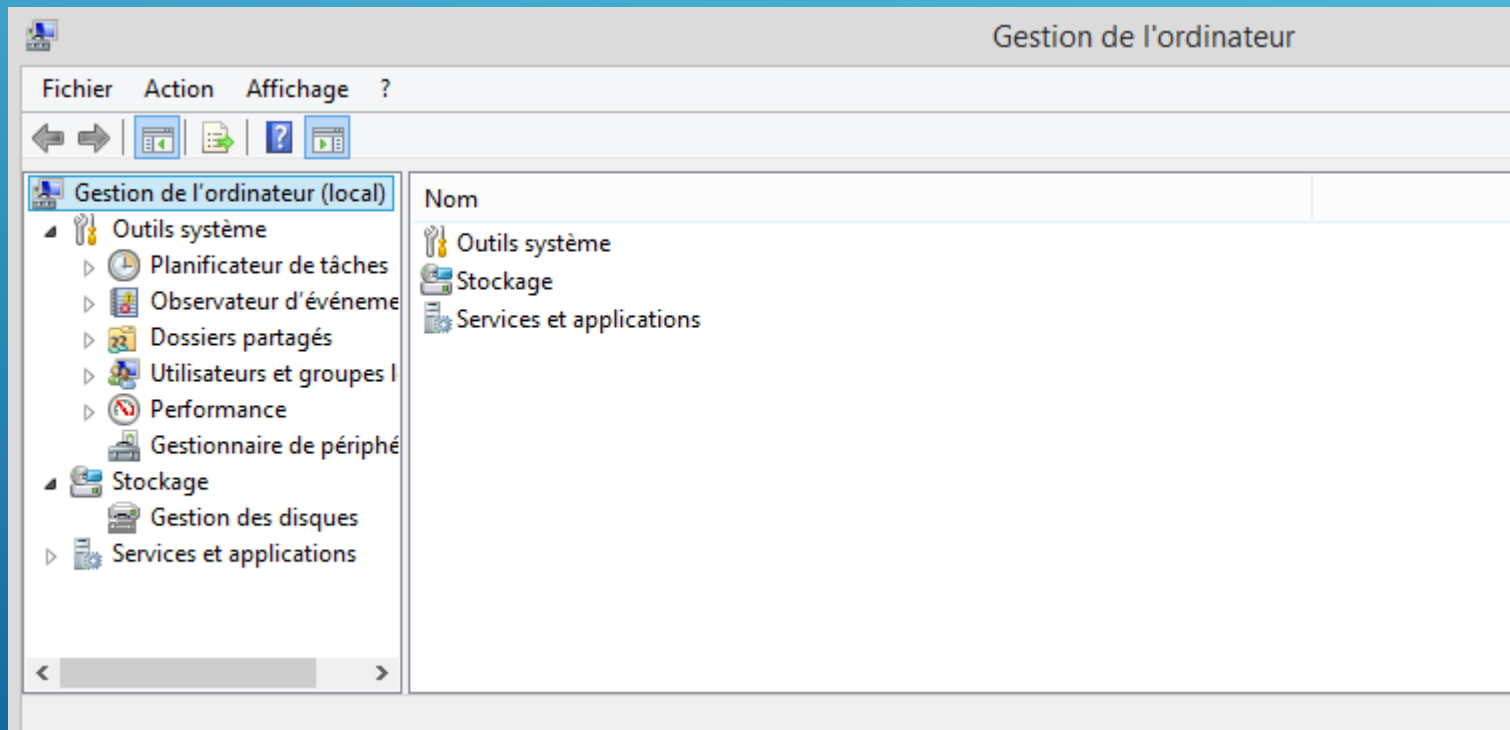 Gestion de l'ordinateur
Fichier Action Affichage ?
Gestion de l'ordinateur (local)
Outils système
Planificateur de tâches
Observateur d'événeme
Dossiers partagés
Utilisateurs et groupes l
Performance
Gestionnaire de périphé
Stockage
Gestion des disques
Services et applications
Nom
Outils système
Stockage
Services et applications